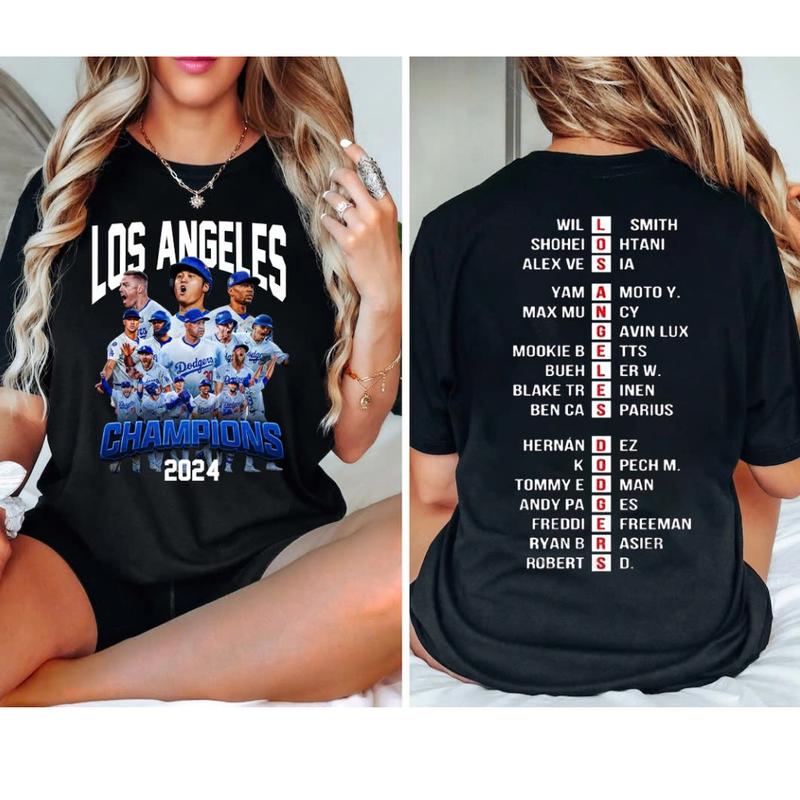 LOS ANGELES
Dodgers
CHAMPIONS
2024
WIL L SMITH
SHOHEI O HTANI
ALEX VE S IA
YAM A MOTO Y.
MAX MU N CY
G AVIN LUX
MOOKIE B E TTS
BUEH L ER W.
BLAKE TR E INEN
BEN CA S PARIUS
HERNÁN D EZ
K O PECH M.
TOMMY E D MAN
ANDY PA G ES
FREDDI E FREEMAN
RYAN B R ASIER
ROBERT S D.